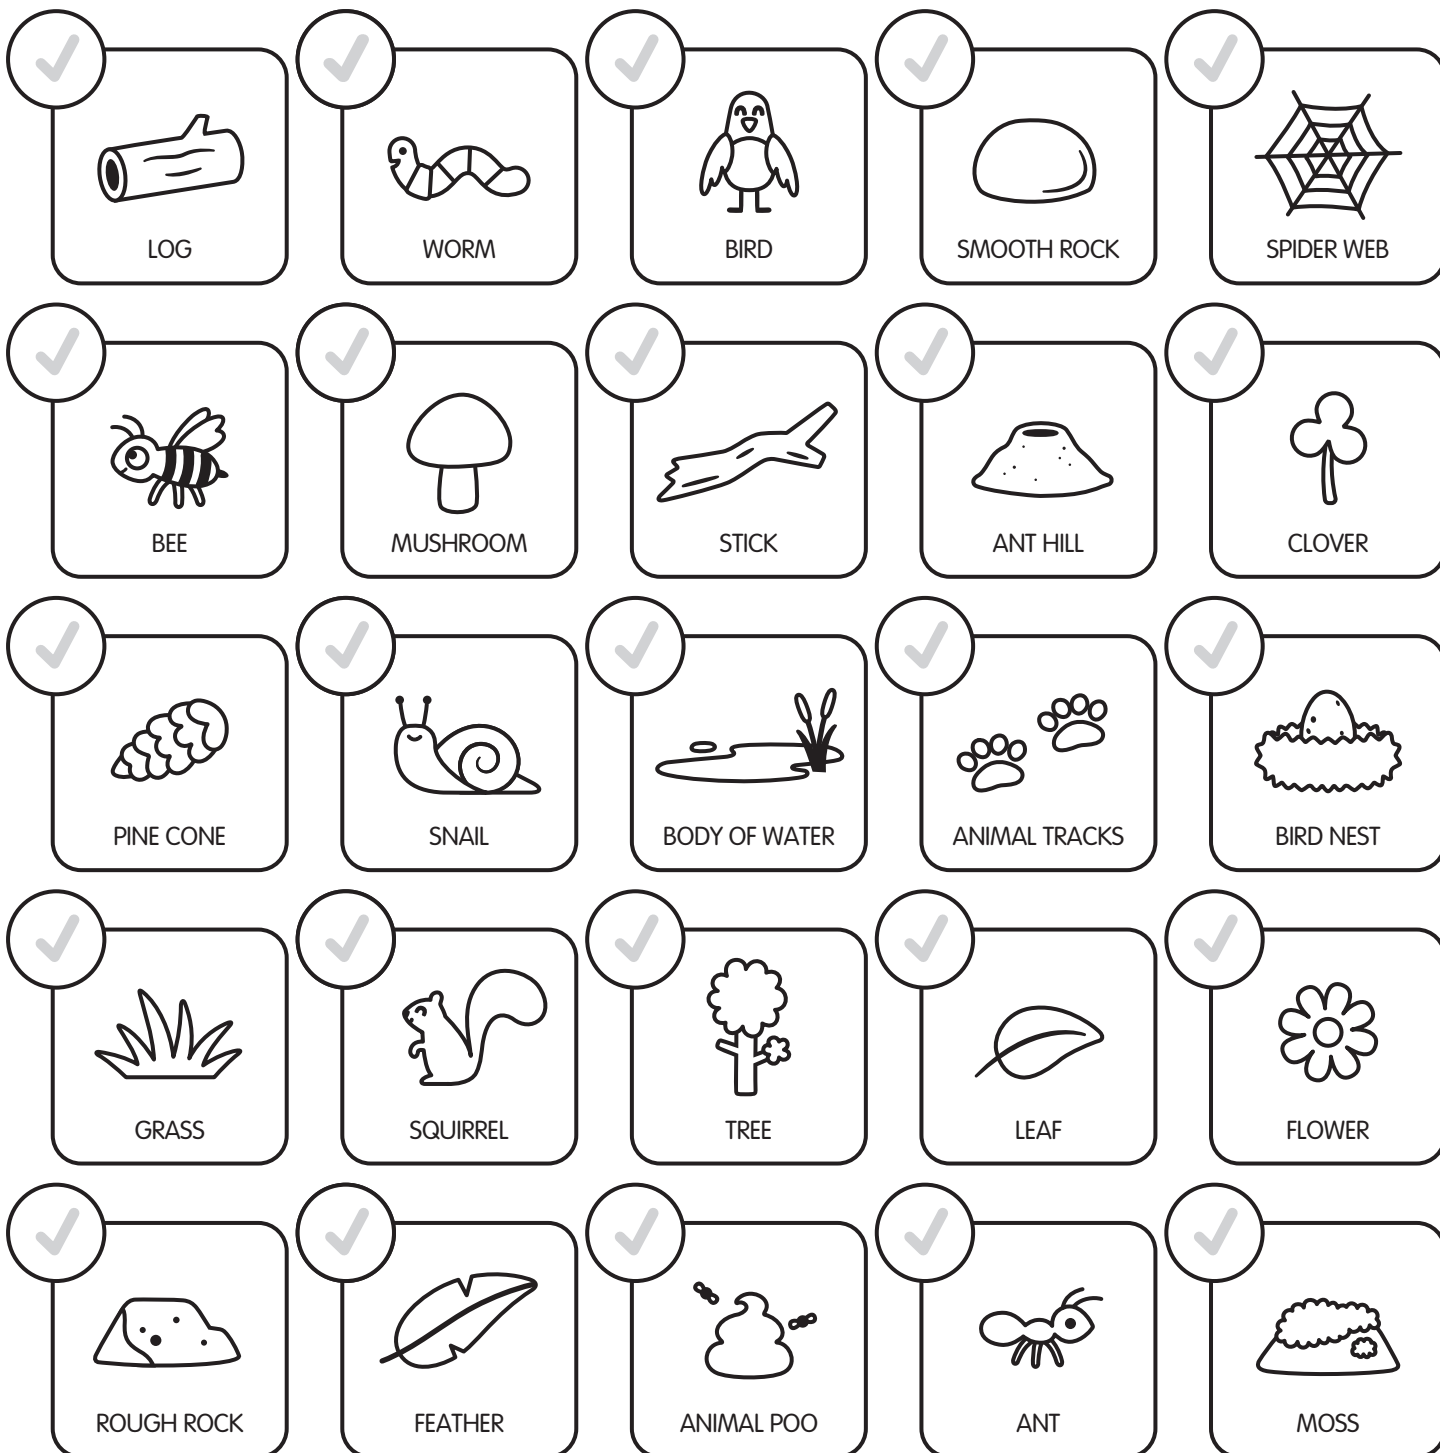 LOG
WORM
BIRD
SMOOTH ROCK
SPIDER WEB
BEE
MUSHROOM
STICK
ANT HILL
CLOVER
PINE CONE
SNAIL
BODY OF WATER
ANIMAL TRACKS
BIRD NEST
GRASS
SQUIRREL
TREE
LEAF
FLOWER
ROUGH ROCK
FEATHER
ANIMAL POO
ANT
MOSS